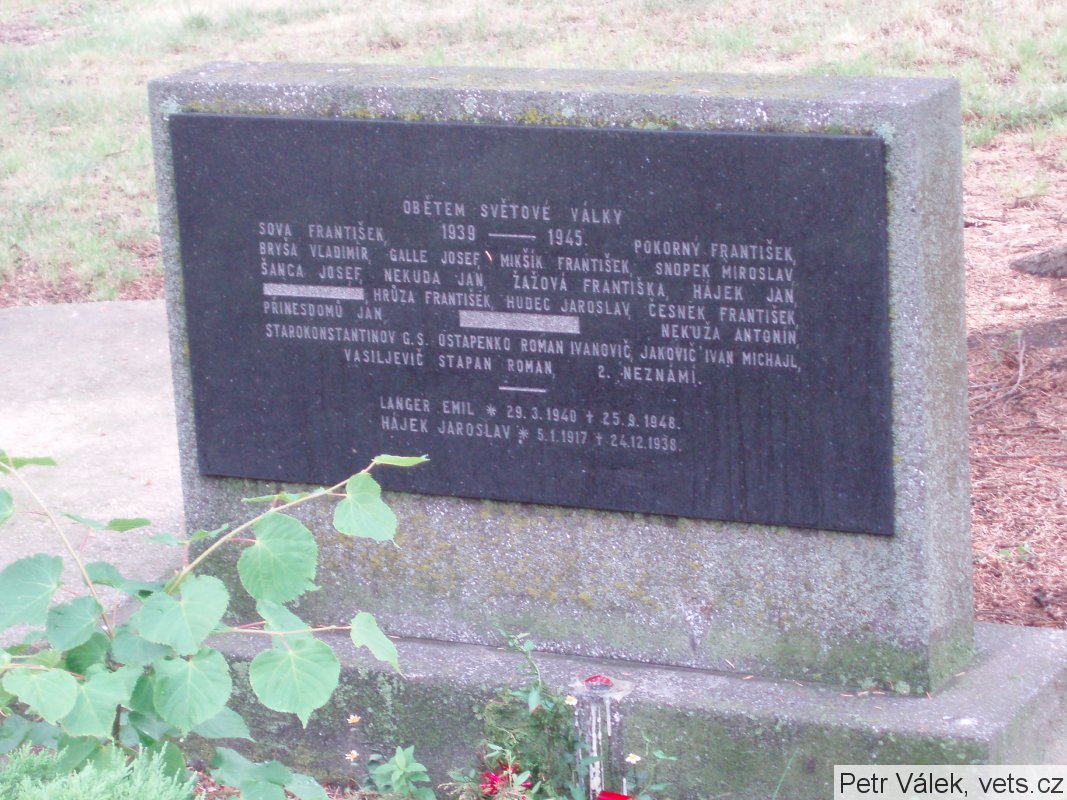 OBĚTEM SVĚTOVÉ VÁLKY
1939 — 1945.
SOVA FRANTIŠEK, POKORNÝ FRANTIŠEK,
BRYŠA VLADIMÍR, GALLE JOSEF, MIKŠÍK FRANTIŠEK, SNOPEK MIROSLAV
ŠANCA JOSEF, NEKUDA JAN, ŽAŽOVÁ FRANTIŠKA, HÁJEK JAN,
HRŮZA FRANTIŠEK, HUDEC JAROSLAV, ČESNEK FRANTIŠEK,
PŘINESDOMŮ JAN, NEKUŽA ANTONÍN,
STAROKONSTANTINOV G.S. OSTAPENKO ROMAN IVANOVIČ, JAKOVIČ IVAN MICHAJL,
VASILJEVIČ STAPAN ROMAN, 2. NEZNÁMÍ.
LANGER EMIL * 29.3.1940 + 25.9.1948.
HÁJEK JAROSLAV * 5.1.1917 + 24.12.1938.
Petr Válek, vets.cz